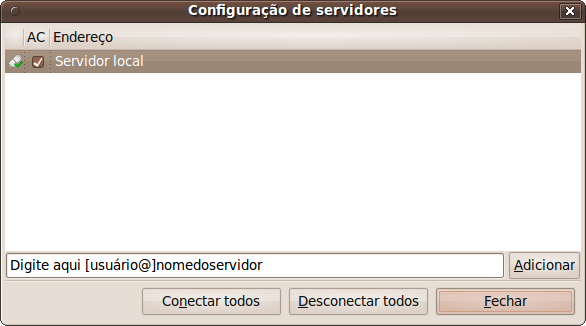 Configuração de servidores
AC Endereço
Servidor local
Digite aqui [usuário@]nomedoservidor
Adicionar
Conectar todos
Desconectar todos
Fechar